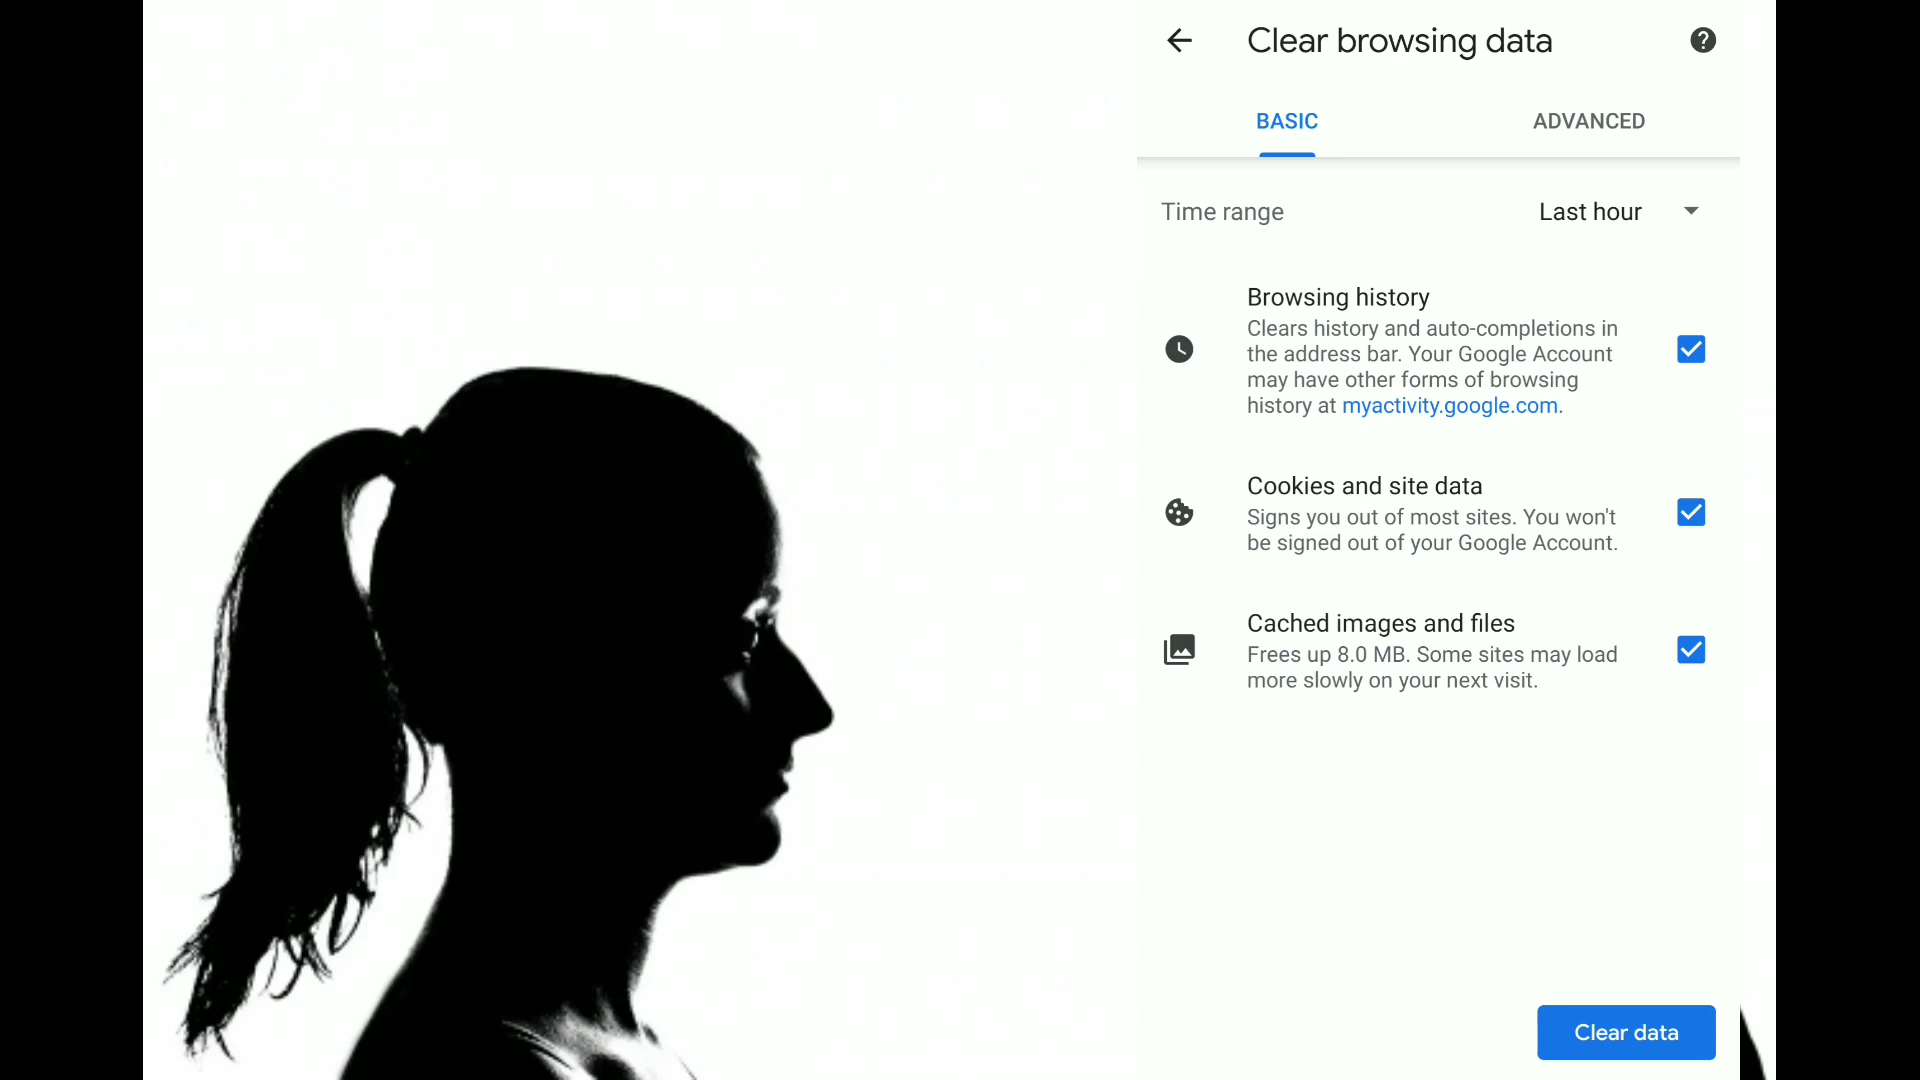 Clear browsing data
BASIC
ADVANCED
Time range
Last hour
Browsing history
Clears history and auto-completions in
the address bar. Your Google Account
may have other forms of browsing
history at myactivity.google.com.
Cookies and site data
Signs you out of most sites. You won't
be signed out of your Google Account.
Cached images and files
Frees up 8.0 MB. Some sites may load
more slowly on your next visit.
Clear data